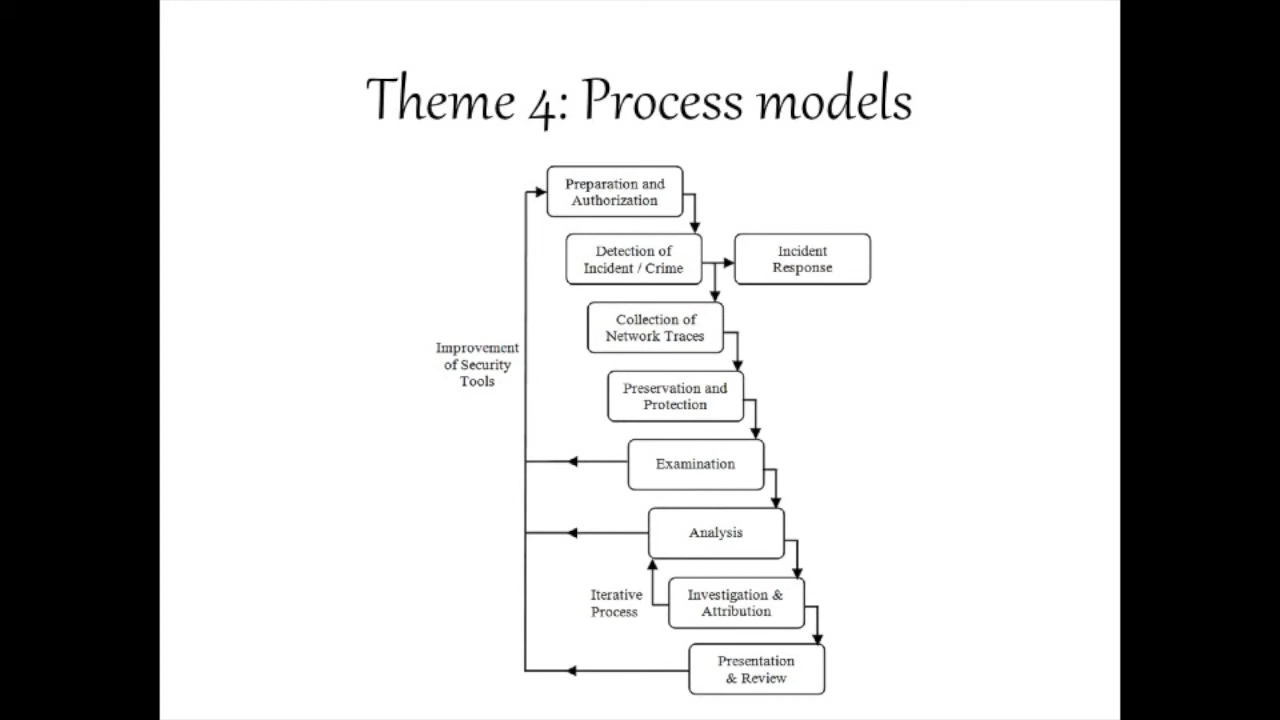 Theme 4: Process models
Preparation and
Authorization
Detection of
Incident / Crime
Incident
Response
Collection of
Network Traces
Improvement
of Security
Tools
Preservation and
Protection
Examination
Analysis
Iterative
Process
Investigation &
Attribution
Presentation
& Review